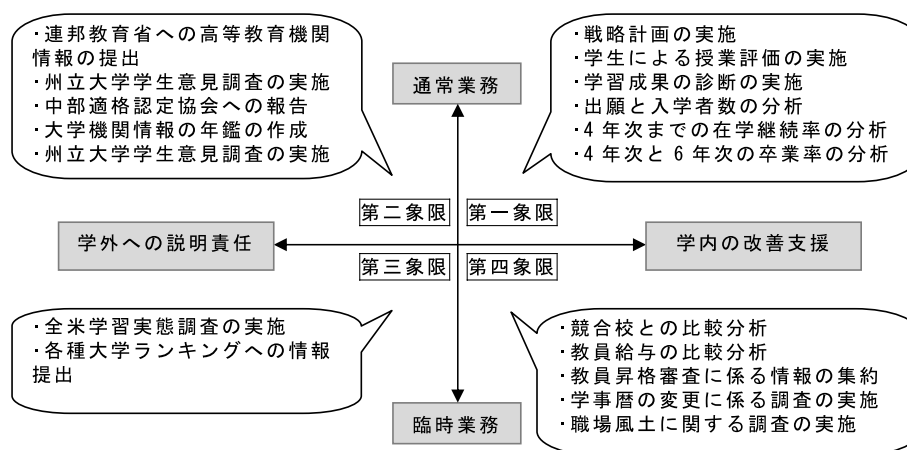 ・連邦教育省への高等教育機関
情報の提出
・州立大学学生意見調査の実施
・中部適格認定協会への報告
・大学機関情報の年鑑の作成
・州立大学学生意見調査の実施
通常業務
・戦略計画の実施
・学生による授業評価の実施
・学習成果の診断の実施
・出願と入学者数の分析
・4年次までの在学継続率の分析
・4年次と6年次の卒業率の分析
第二象限
第一象限
学外への説明責任
学内の改善支援
第三象限
第四象限
・全米学習実態調査の実施
・各種大学ランキングへの情報
提出
臨時業務
・競合校との比較分析
・教員給与の比較分析
・教員昇格審査に係る情報の集約
・学事暦の変更に係る調査の実施
・職場風土に関する調査の実施